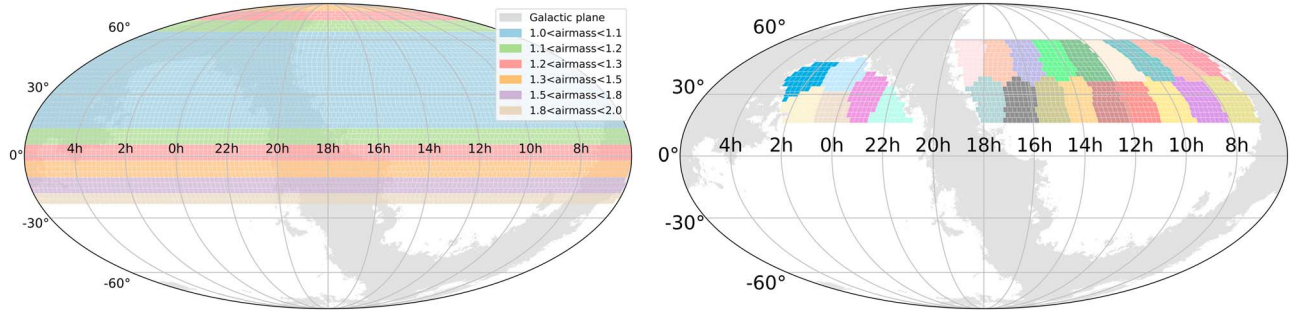 60°
30°
0°
-30°
-60°
4h 2h 0h 22h 20h 18h 16h 14h 12h 10h 8h
Galactic plane
1.0<airmass<1.1
1.1<airmass<1.2
1.2<airmass<1.3
1.3<airmass<1.5
1.5<airmass<1.8
1.8<airmass<2.0
60°
30°
0°
-30°
-60°
4h 2h 0h 22h 20h 18h 16h 14h 12h 10h 8h